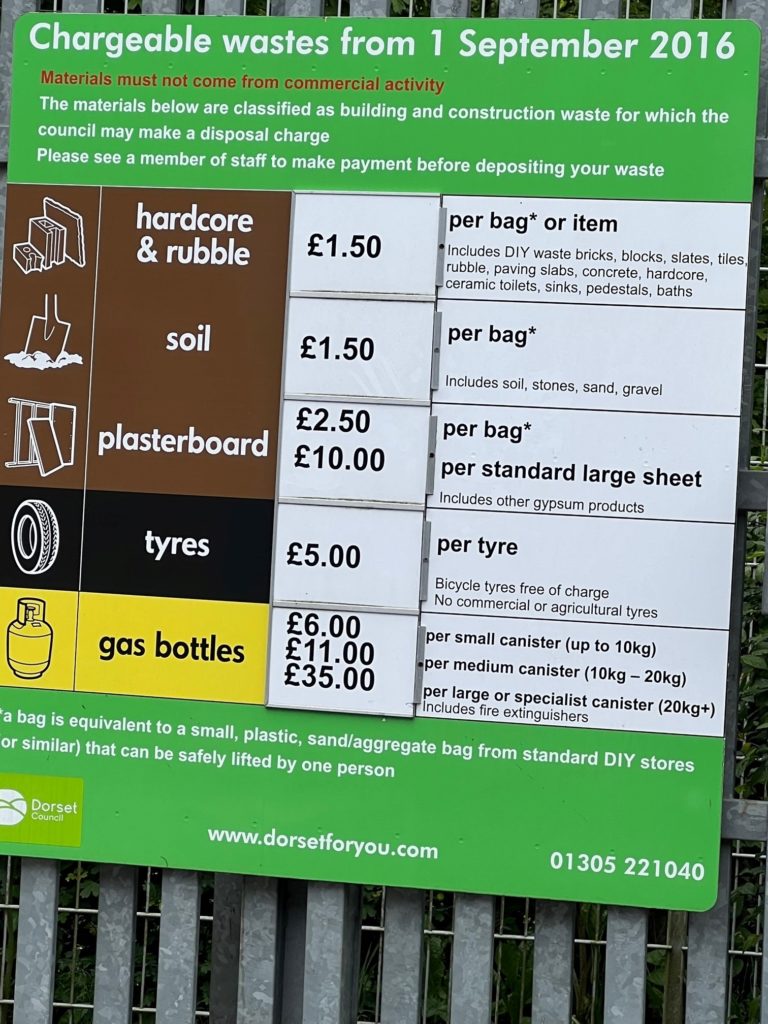 Chargeable wastes from 1 September 2016
Materials must not come from commercial activity
The materials below are classified as building and construction waste for which the
council may make a disposal charge
Please see a member of staff to make payment before depositing your waste
hardcore
& rubble
£1.50
per bag* or item
Includes DIY waste bricks, blocks, slates, tiles,
rubble, paving slabs, concrete, hardcore,
ceramic toilets, sinks, pedestals, baths
soil
£1.50
per bag*
Includes soil, stones, sand, gravel
plasterboard
£2.50
per bag*
£10.00
per standard large sheet
Includes other gypsum products
tyres
£5.00
per tyre
Bicycle tyres free of charge
No commercial or agricultural tyres
gas bottles
£6.00
per small canister (up to 10kg)
£11.00
per medium canister (10kg – 20kg)
£35.00
per large or specialist canister (20kg+)
Includes fire extinguishers
*a bag is equivalent to a small, plastic, sand/aggregate bag from standard DIY stores
or similar) that can be safely lifted by one person
Dorset
Council
www.dorsetforyou.com
01305 221040